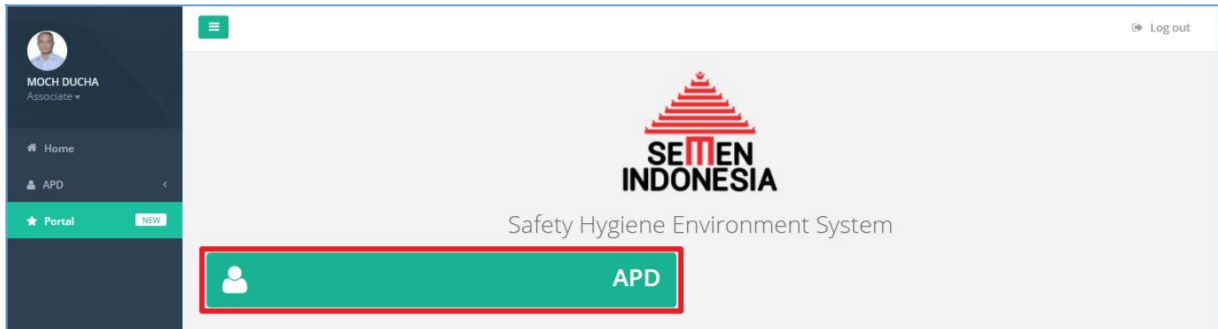 MOCH DUCHA
Associate
Home
APD
Portal NEW
Log out
SEMEN
INDONESIA
Safety Hygiene Environment System
APD